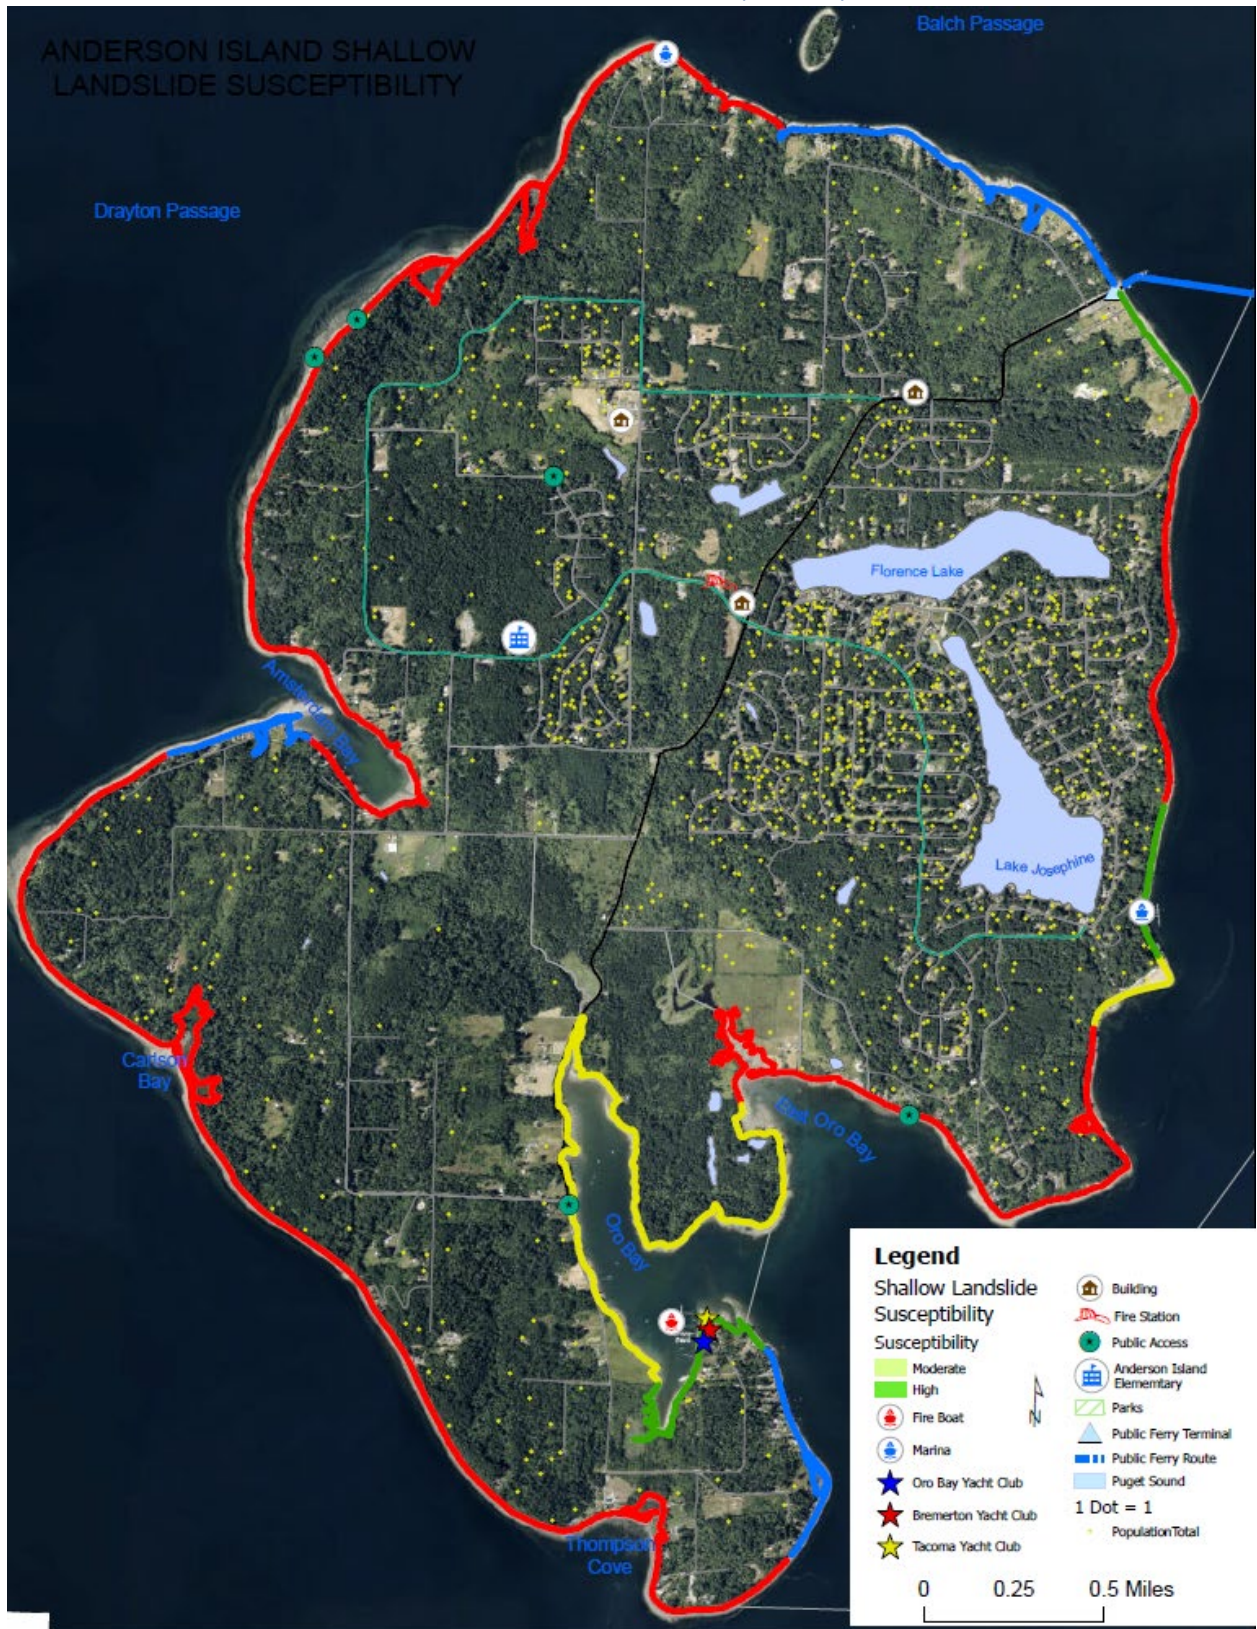 Balch Passage
ANDERSON ISLAND SHALLOW
LANDSLIDE SUSCEPTIBILITY
Drayton Passage
Florence Lake
Amsterdam Bay
Lake Josephine
Carlson
Bay
East Oro Bay
Oro Bay
Thompson
Cove
Legend
Shallow Landslide
Susceptibility
Susceptibility
Moderate
High
Fire Boat
Marina
Oro Bay Yacht Club
Bremerton Yacht Club
Tacoma Yacht Club
N
Building
Fire Station
Public Access
Anderson Island
Elememtary
Parks
Public Ferry Terminal
Public Ferry Route
Puget Sound
1 Dot = 1
PopulationTotal
0 0.25 0.5 Miles